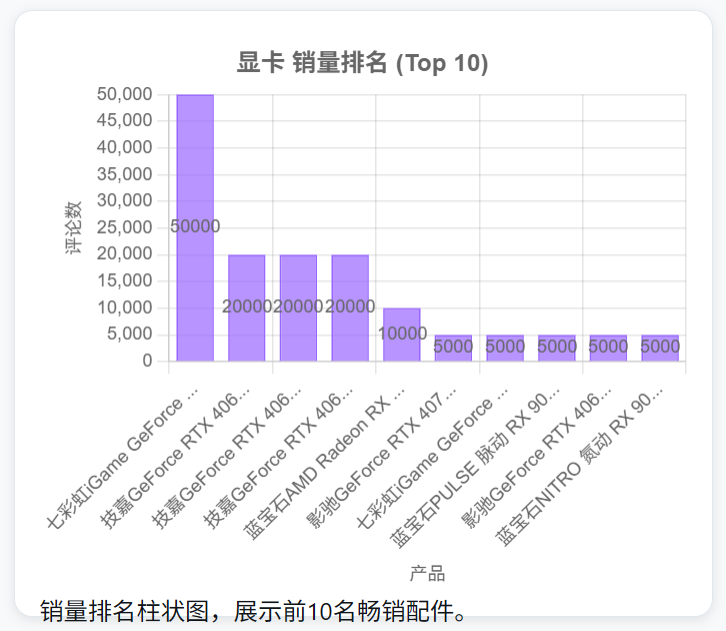 显卡 销量排名 (Top 10)
50,000
45,000
40,000
35,000
30,000
25,000
20,000
15,000
10,000
5,000
0
评论数
50000
20000
20000
20000
10000
5000
5000
5000
5000
5000
七彩虹iGame GeForce ...
技嘉GeForce RTX 406...
技嘉GeForce RTX 406...
技嘉GeForce RTX 406...
蓝宝石AMD Radeon RX ...
影驰GeForce RTX 407...
七彩虹iGame GeForce ...
蓝宝石PULSE 脉动 RX 90...
影驰GeForce RTX 406...
蓝宝石NITRO 氮动 RX 90...
产品
销量排名柱状图，展示前10名畅销配件。